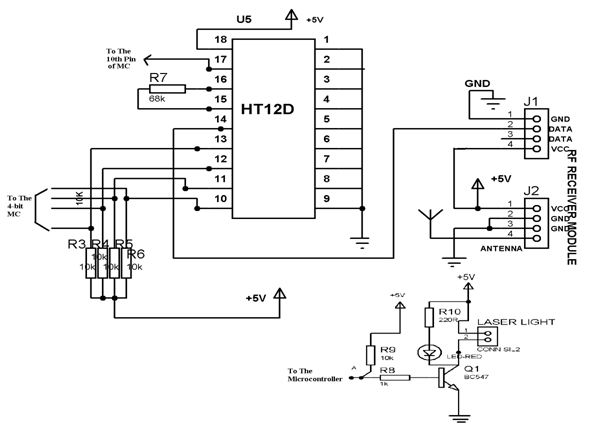 U5
+5V
To The
10th Pin
of MC
18
17
16
15
14
13
12
11
10
HT12D
1
2
3
4
5
6
7
8
9
R7
68k
GND
J1
1
2
3
4
GND
DATA
DATA
VCC
RF RECEIVER MODULE
+5V
J2
1
2
3
4
VCC
GND
GND
ANTENNA
To The
4-bit
MC
10K
R3
R4
R5
R6
10k
10k
10k
10k
+5V
+5V
+5V
R10
220R
LED-RED
LASER LIGHT
1
2
CONN SIL2
R9
10k
A
R8
1k
Q1
BC547
To The
Microcontroller